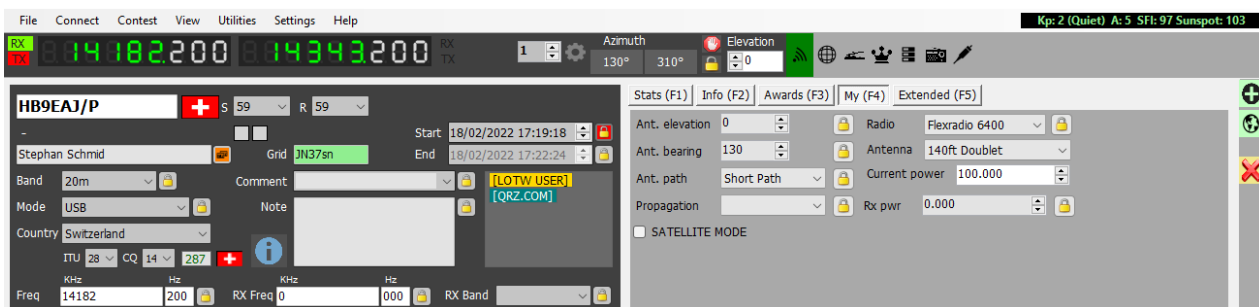 File Connect Contest View Utilities Settings Help
Kp: 2 (Quiet) A: 5 SFI: 97 Sunspot: 103
RX TX 14182.200 14343.200 RX TX
1 Azimuth 130° 310° Elevation 0
HB9EAJ/P S 59 R 59
-
Start 18/02/2022 17:19:18
Stephan Schmid Grid JN37sn End 18/02/2022 17:22:24
Band 20m Comment [LOTW USER]
[QRZ.COM]
Mode USB Note
Country Switzerland
ITU 28 CQ 14 287
KHz Hz KHz Hz
Freq 14182 200 RX Freq 0 000 RX Band
Stats (F1) Info (F2) Awards (F3) My (F4) Extended (F5)
Ant. elevation 0 Radio Flexradio 6400
Ant. bearing 130 Antenna 140ft Doublet
Ant. path Short Path Current power 100.000
Propagation Rx pwr 0.000
SATELLITE MODE